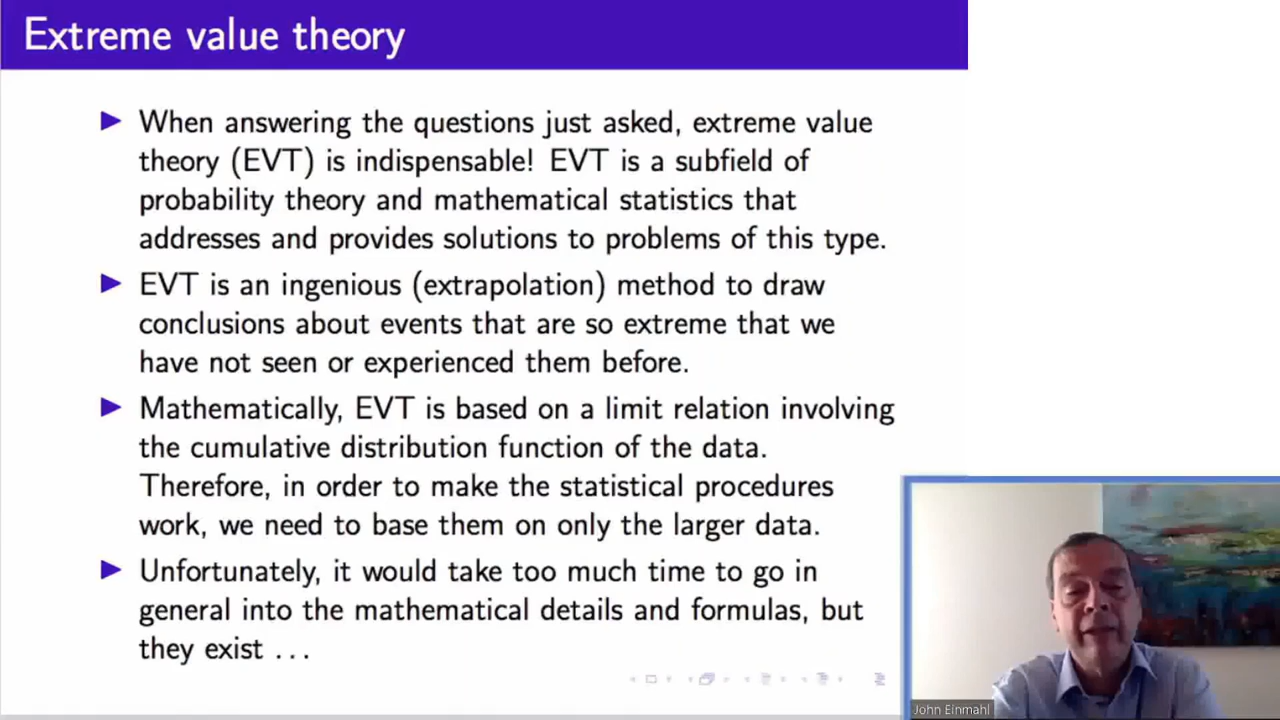 Extreme value theory
When answering the questions just asked, extreme value
theory (EVT) is indispensable! EVT is a subfield of
probability theory and mathematical statistics that
addresses and provides solutions to problems of this type.
EVT is an ingenious (extrapolation) method to draw
conclusions about events that are so extreme that we
have not seen or experienced them before.
Mathematically, EVT is based on a limit relation involving
the cumulative distribution function of the data.
Therefore, in order to make the statistical procedures
work, we need to base them on only the larger data.
Unfortunately, it would take too much time to go in
general into the mathematical details and formulas, but
they exist ...
John Einmahl